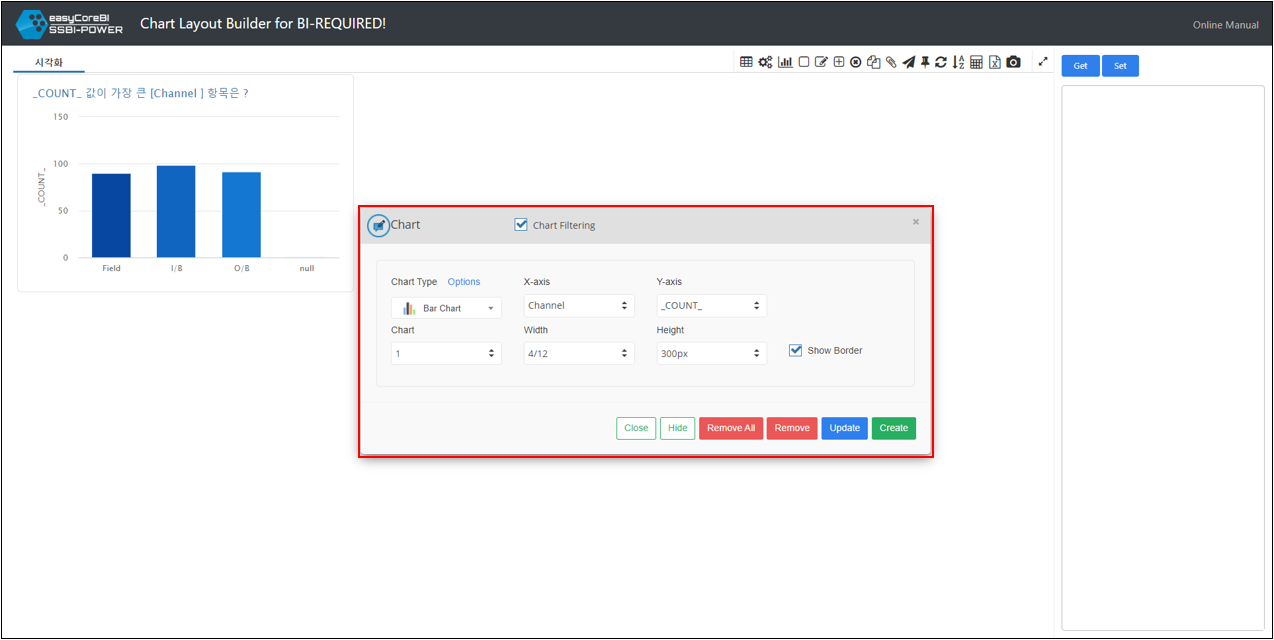 easyCoreBI
SSBI-POWER
Chart Layout Builder for BI-REQUIRED!
Online Manual
시각화
Get
Set
_COUNT_ 값이 가장 큰 [Channel ] 항목은 ?
150
100
50
0
_COUNT_
Field
I/B
O/B
null
Chart
Chart Filtering
×
Chart Type
Options
X-axis
Y-axis
Bar Chart
Channel
_COUNT_
Chart
Width
Height
1
4/12
300px
Show Border
Close
Hide
Remove All
Remove
Update
Create